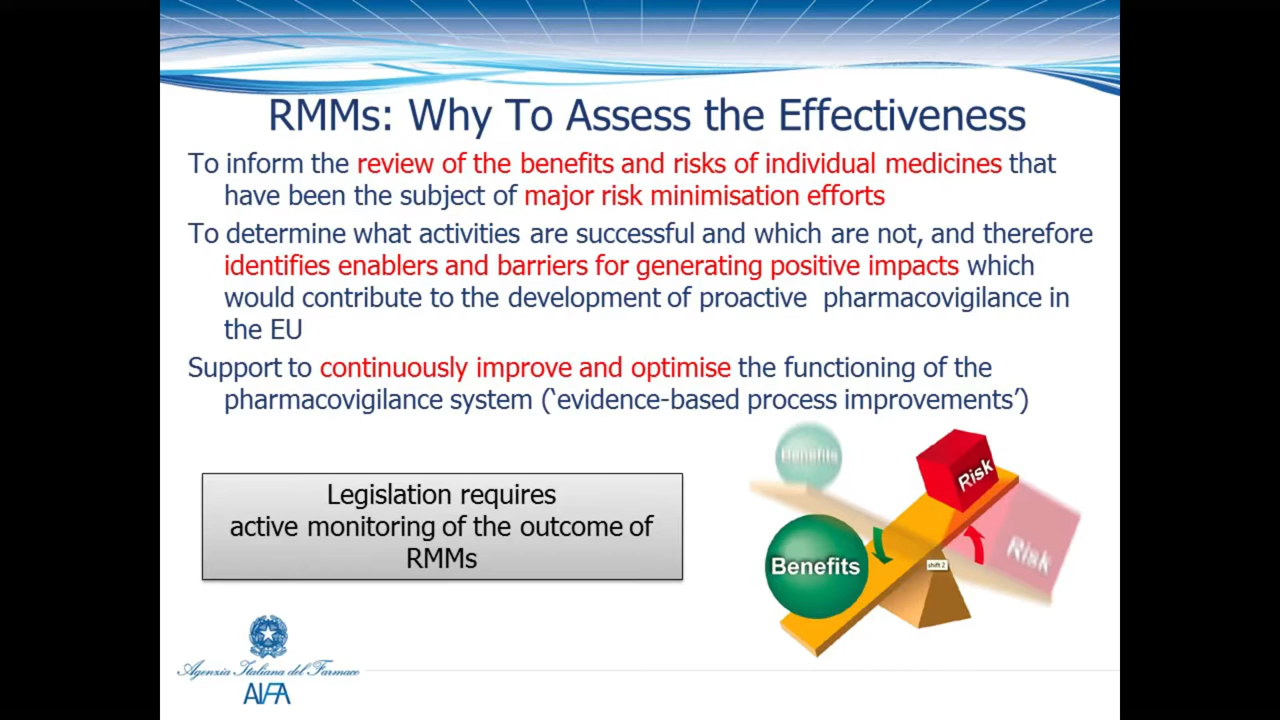 RMMs: Why To Assess the Effectiveness
To inform the review of the benefits and risks of individual medicines that
have been the subject of major risk minimisation efforts
To determine what activities are successful and which are not, and therefore
identifies enablers and barriers for generating positive impacts which
would contribute to the development of proactive pharmacovigilance in
the EU
Support to continuously improve and optimise the functioning of the
pharmacovigilance system (‘evidence-based process improvements’)
Benefits
Risk
Legislation requires
active monitoring of the outcome of
RMMs
Risk
Benefits
shift 2
Agenzia Italiana del Farmaco
AIFA